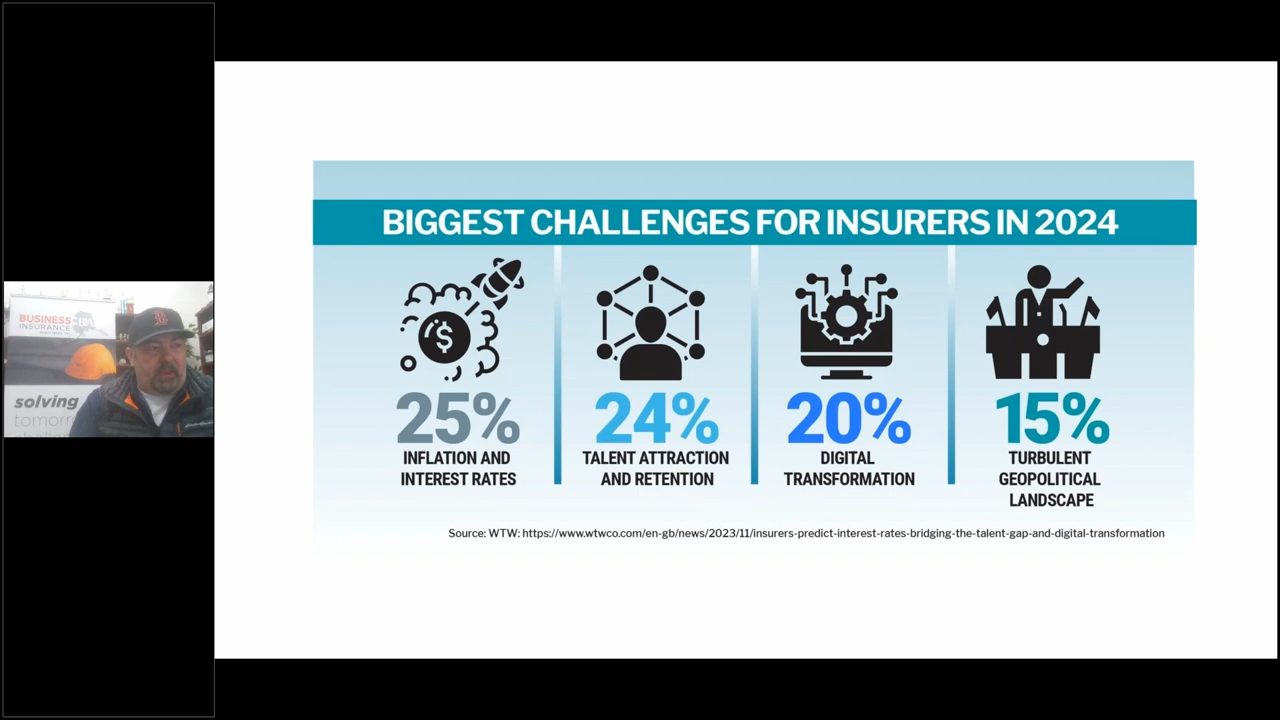 BIGGEST CHALLENGES FOR INSURERS IN 2024
25%
INFLATION AND
INTEREST RATES
24%
TALENT ATTRACTION
AND RETENTION
20%
DIGITAL
TRANSFORMATION
15%
TURBULENT
GEOPOLITICAL
LANDSCAPE
Source: WTW: https://www.wtwco.com/en-gb/news/2023/11/insurers-predict-interest-rates-bridging-the-talent-gap-and-digital-transformation
BUSINESS
INSURANCE
solving